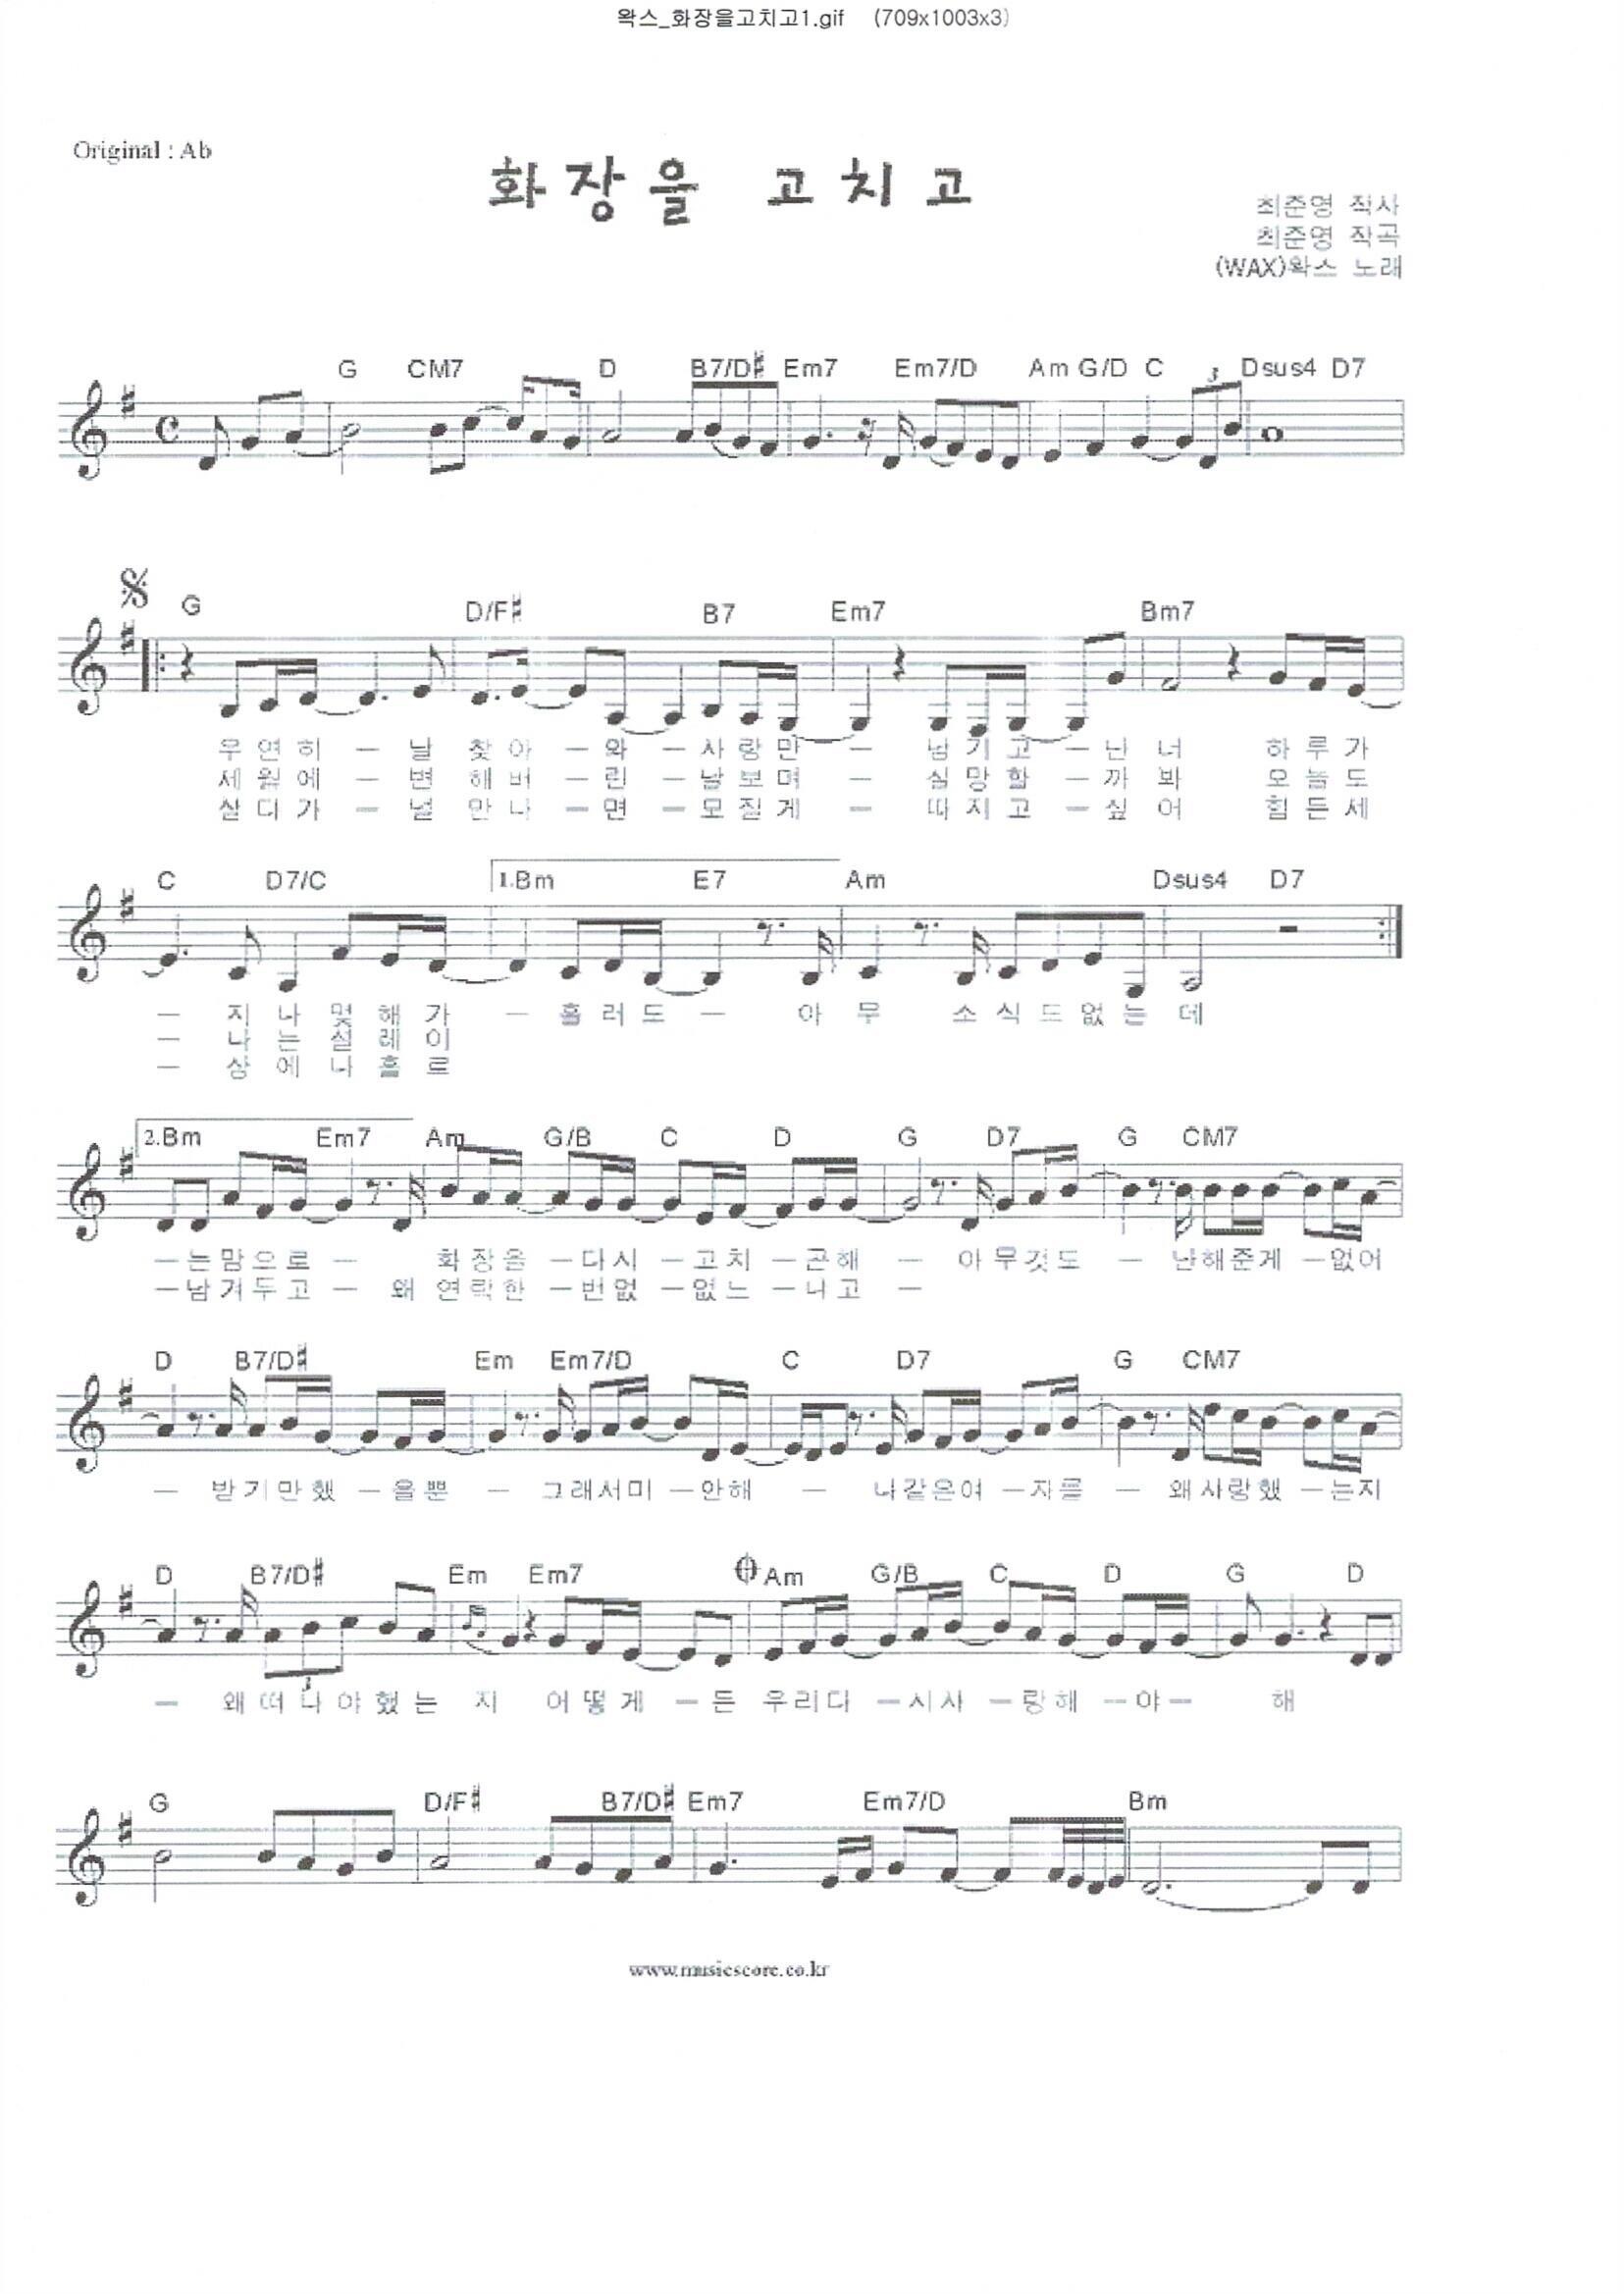 왁스_화장을고치고1.gif (709x1003x3)
Original : Ab
화장을 고치고
최준영 작사
최준영 작곡
(WAX)왁스 노래
G CM7 D B7/D♯ Em7 Em7/D Am G/D C 3 Dsus4 D7
G D/F♯ B7 Em7 Bm7
우 연 히 － 날 찾 아 － 와 － 사 랑 만 － 남 기 고 － 난 너 하 루 가
세 월 에 － 변 해 버 － 린 － 날 보 며 － 실 망 할 － 까 봐 오 늘 도
살 다 가 － 널 만 나 － 면 － 모 질 게 － 따 지 고 － 싶 어 힘 든 세
C D7/C 1.Bm E7 Am Dsus4 D7
－ 지 나 몇 해 가 － 흘 러 도 － 아 무 소 식 도 없 는 데
－ 나 는 설 레 이
－ 상 에 나 홀 로
2.Bm Em7 Am G/B C D G D7 G CM7
－는맘으로 － 화장을 －다시 －고치 －곤해 － 아무것도 － 난해준게 －없어
－남겨두고 － 왜 연락한 －번없 －없느 －냐고 －
D B7/D♯ Em Em7/D C D7 G CM7
－ 받기만했 －을뿐 － 그래서미 －안해 － 나같은여 －자를 － 왜사랑했 －는지
D B7/D♯ Em Em7 Am G/B C D G D
3
－ 왜 떠 나 야 했 는 지 어 떻 게 － 든 우리다 －시사 －랑해 －야－ 해
G D/F♯ B7/D♯ Em7 Em7/D Bm
www.musicscore.co.kr